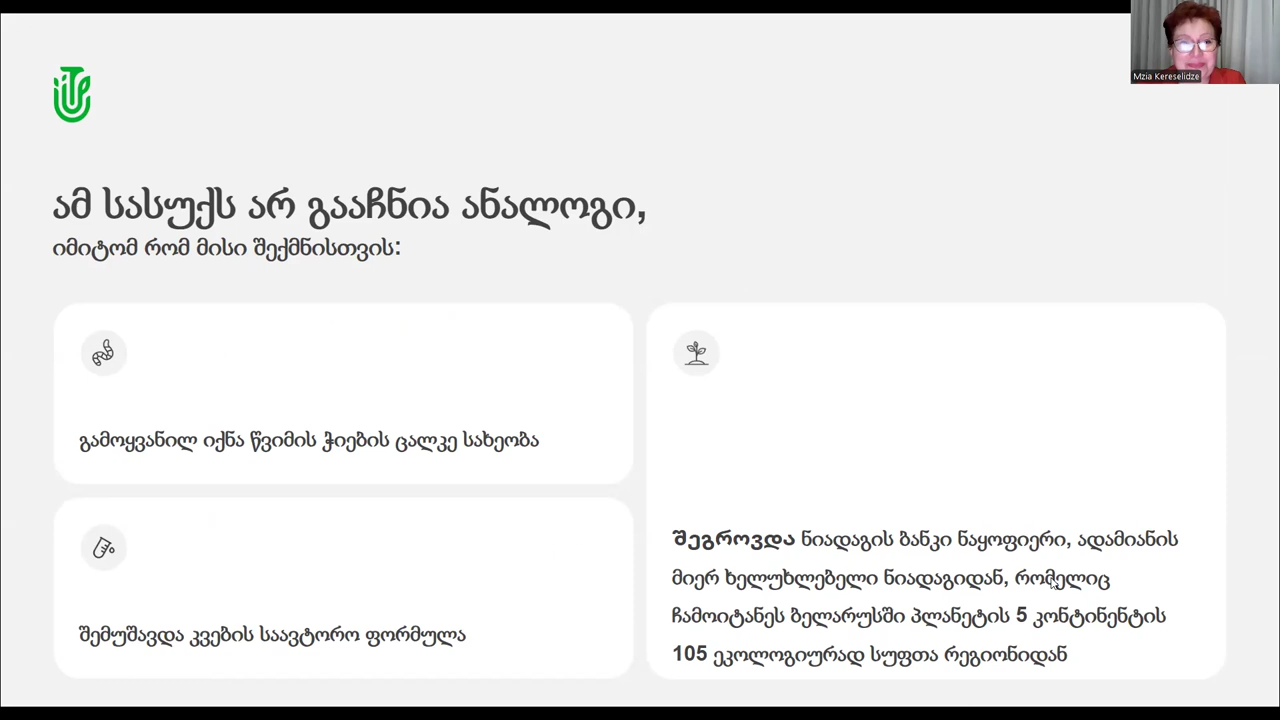 Mzia Kereselidze
ამ სასუქს არ გააჩნია ანალოგი,
იმიტომ რომ მისი შექმნისთვის:
გამოყვანილ იქნა წვიმის ჭიების ცალკე სახეობა
შემუშავდა კვების საავტორო ფორმულა
შეგროვდა ნიადაგის ბანკი ნაყოფიერი, ადამიანის
მიერ ხელუხლებელი ნიადაგიდან, რომელიც
ჩამოიტანეს ბელარუსში პლანეტის 5 კონტინენტის
105 ეკოლოგიურად სუფთა რეგიონიდან